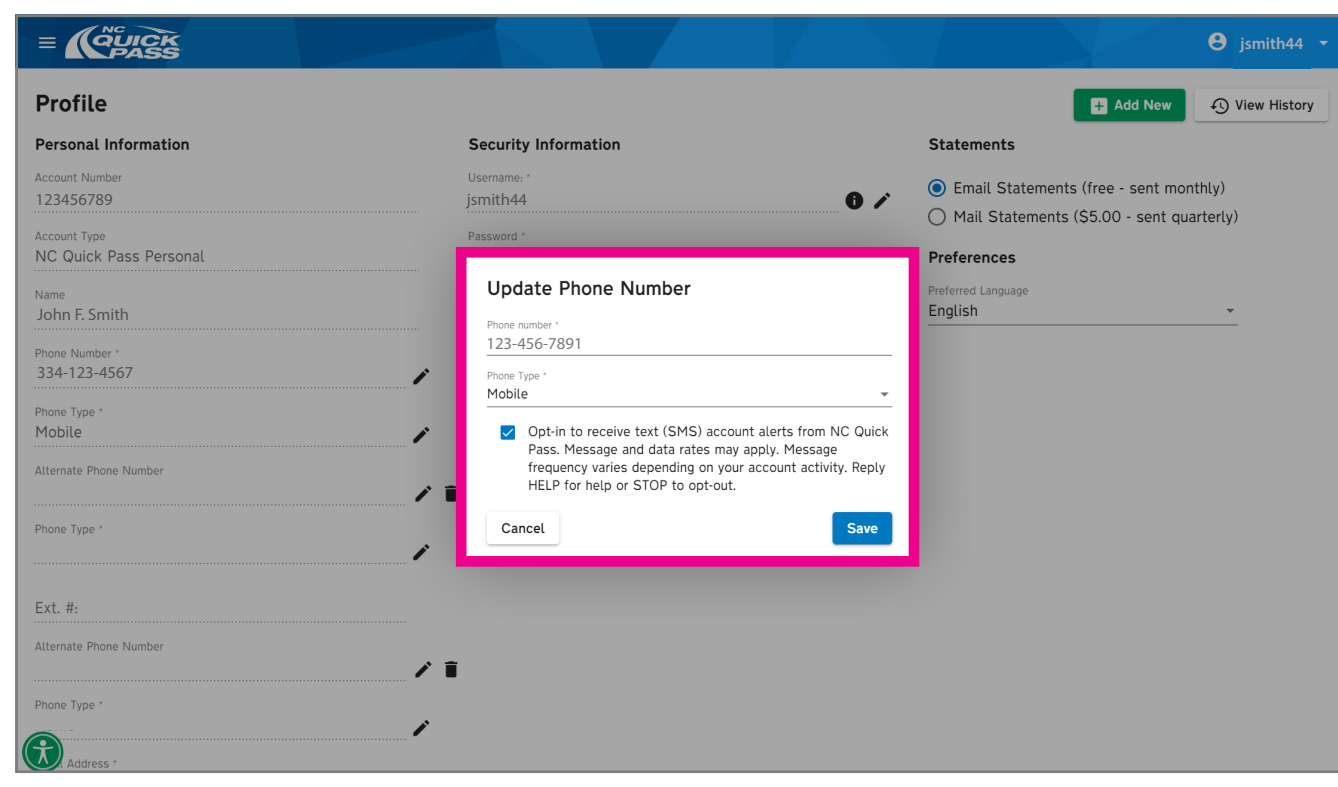 NC
QUICK
PASS
jsmith44
Profile
Add New
View History
Personal Information
Account Number
123456789
Account Type
NC Quick Pass Personal
Name
John F. Smith
Phone Number *
334-123-4567
Phone Type *
Mobile
Alternate Phone Number
Phone Type *
Ext. #:
Alternate Phone Number
Phone Type *
Address *
Security Information
Username: *
jsmith44
Password *
Statements
Email Statements (free - sent monthly)
Mail Statements ($5.00 - sent quarterly)
Preferences
Preferred Language
English
Update Phone Number
Phone number *
123-456-7891
Phone Type *
Mobile
Opt-in to receive text (SMS) account alerts from NC Quick
Pass. Message and data rates may apply. Message
frequency varies depending on your account activity. Reply
HELP for help or STOP to opt-out.
Cancel
Save